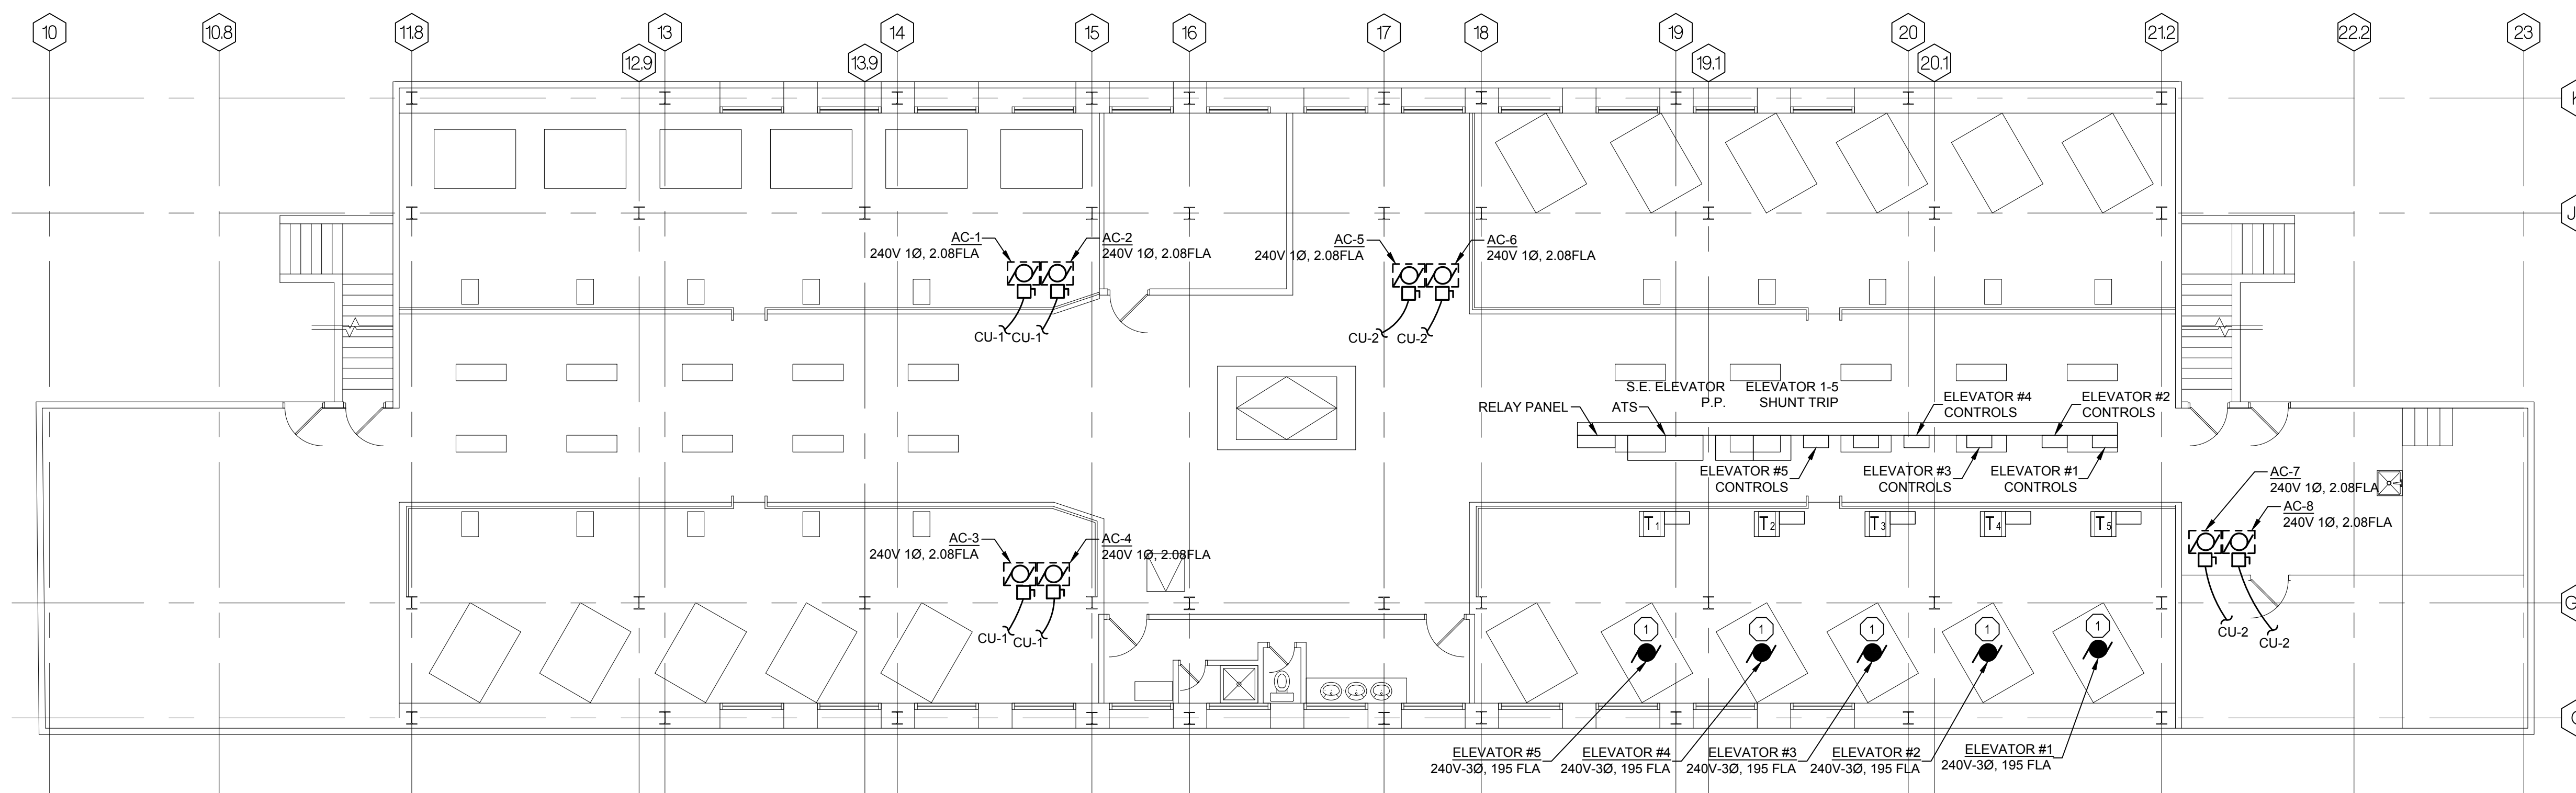 10
10.8
11.8
12.9
13
13.9
14
15
16
17
18
19
19.1
20
20.1
21.2
22.2
23
J
G
AC-1
240V 1Ø, 2.08FLA
AC-2
240V 1Ø, 2.08FLA
CU-1
CU-1
AC-5
240V 1Ø, 2.08FLA
AC-6
240V 1Ø, 2.08FLA
CU-2
CU-2
S.E. ELEVATOR
P.P.
ELEVATOR 1-5
SHUNT TRIP
RELAY PANEL
ATS
ELEVATOR #4
CONTROLS
ELEVATOR #2
CONTROLS
ELEVATOR #5
CONTROLS
ELEVATOR #3
CONTROLS
ELEVATOR #1
CONTROLS
AC-7
240V 1Ø, 2.08FLA
AC-8
240V 1Ø, 2.08FLA
CU-2
CU-2
AC-3
240V 1Ø, 2.08FLA
AC-4
240V 1Ø, 2.08FLA
CU-1
CU-1
T1
T2
T3
T4
T5
1
1
1
1
1
ELEVATOR #5
240V-3Ø, 195 FLA
ELEVATOR #4
240V-3Ø, 195 FLA
ELEVATOR #3
240V-3Ø, 195 FLA
ELEVATOR #2
240V-3Ø, 195 FLA
ELEVATOR #1
240V-3Ø, 195 FLA